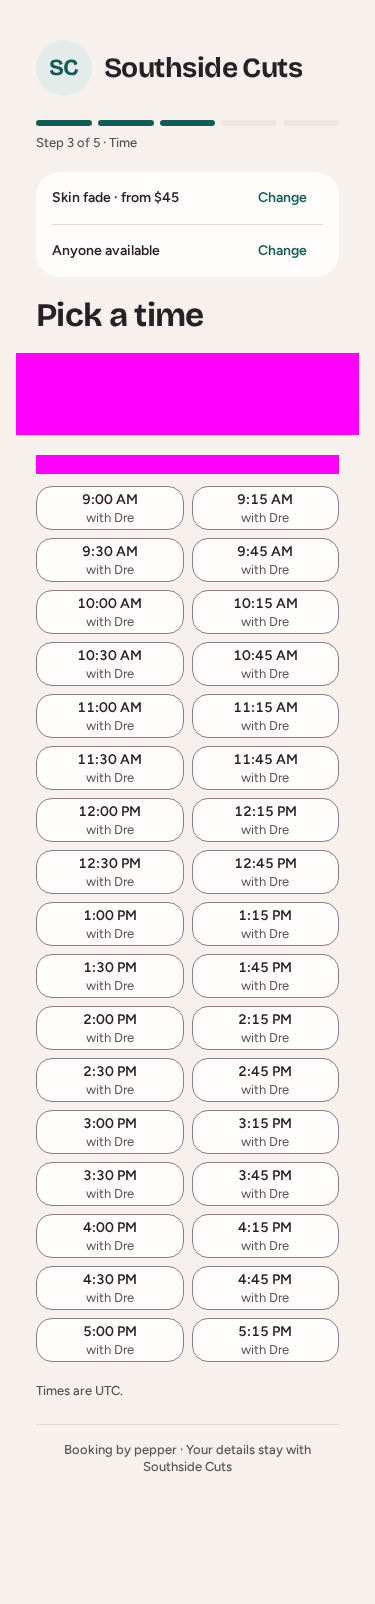 SC
Southside Cuts
Step 3 of 5 · Time
Skin fade · from $45
Change
Anyone available
Change
Pick a time
9:00 AM
with Dre
9:15 AM
with Dre
9:30 AM
with Dre
9:45 AM
with Dre
10:00 AM
with Dre
10:15 AM
with Dre
10:30 AM
with Dre
10:45 AM
with Dre
11:00 AM
with Dre
11:15 AM
with Dre
11:30 AM
with Dre
11:45 AM
with Dre
12:00 PM
with Dre
12:15 PM
with Dre
12:30 PM
with Dre
12:45 PM
with Dre
1:00 PM
with Dre
1:15 PM
with Dre
1:30 PM
with Dre
1:45 PM
with Dre
2:00 PM
with Dre
2:15 PM
with Dre
2:30 PM
with Dre
2:45 PM
with Dre
3:00 PM
with Dre
3:15 PM
with Dre
3:30 PM
with Dre
3:45 PM
with Dre
4:00 PM
with Dre
4:15 PM
with Dre
4:30 PM
with Dre
4:45 PM
with Dre
5:00 PM
with Dre
5:15 PM
with Dre
Times are UTC.
Booking by pepper · Your details stay with
Southside Cuts